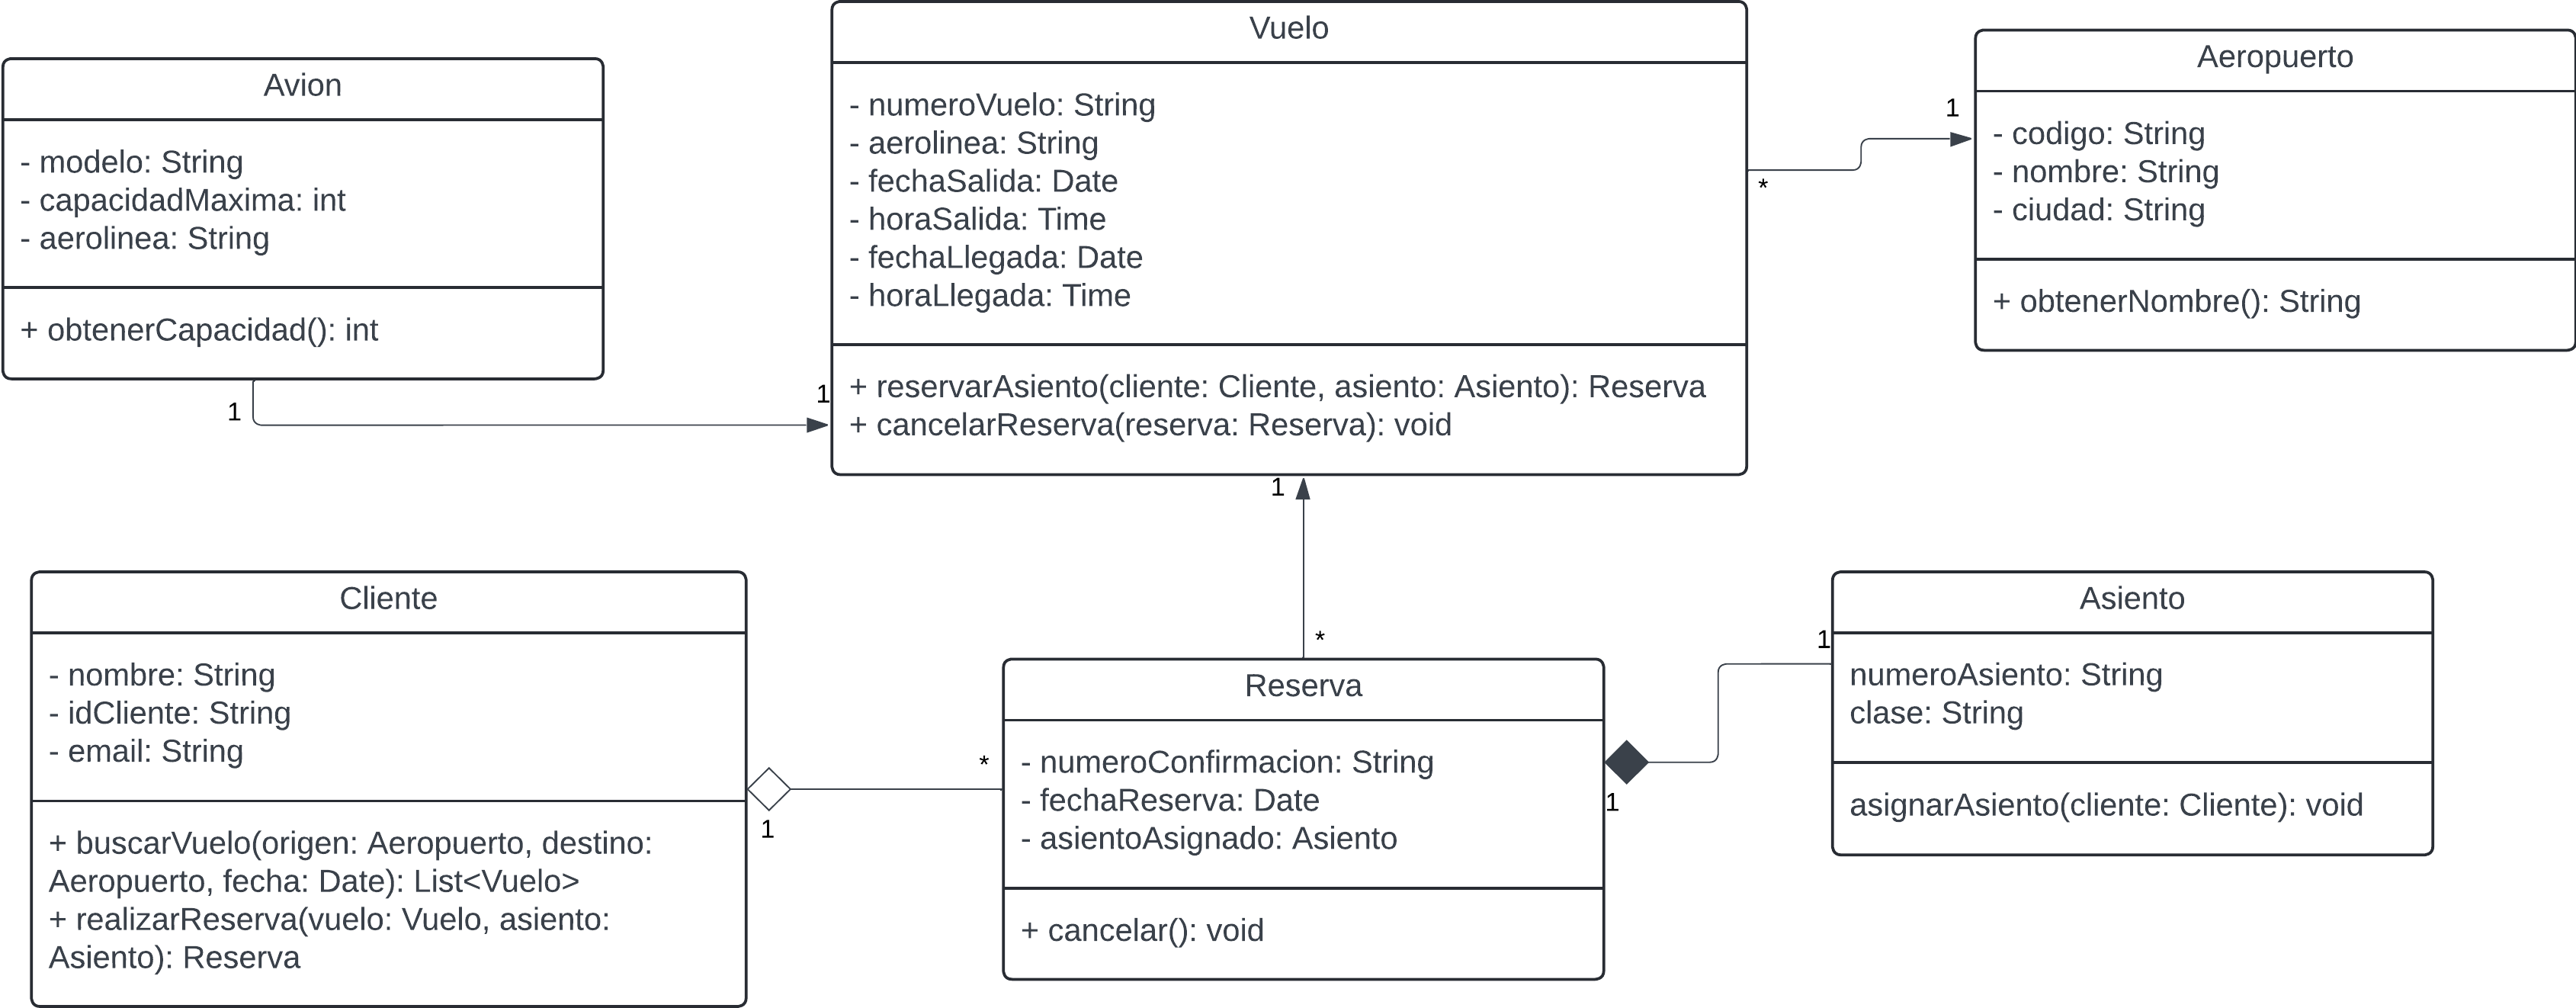 Avion
- modelo: String
- capacidadMaxima: int
- aerolinea: String
+ obtenerCapacidad(): int
1
1
Vuelo
- numeroVuelo: String
- aerolinea: String
- fechaSalida: Date
- horaSalida: Time
- fechaLlegada: Date
- horaLlegada: Time
+ reservarAsiento(cliente: Cliente, asiento: Asiento): Reserva
+ cancelarReserva(reserva: Reserva): void
*
1
Aeropuerto
- codigo: String
- nombre: String
- ciudad: String
+ obtenerNombre(): String
1
*
Cliente
- nombre: String
- idCliente: String
- email: String
+ buscarVuelo(origen: Aeropuerto, destino:
Aeropuerto, fecha: Date): List<Vuelo>
+ realizarReserva(vuelo: Vuelo, asiento:
Asiento): Reserva
1
*
Reserva
- numeroConfirmacion: String
- fechaReserva: Date
- asientoAsignado: Asiento
+ cancelar(): void
1
1
Asiento
numeroAsiento: String
clase: String
asignarAsiento(cliente: Cliente): void